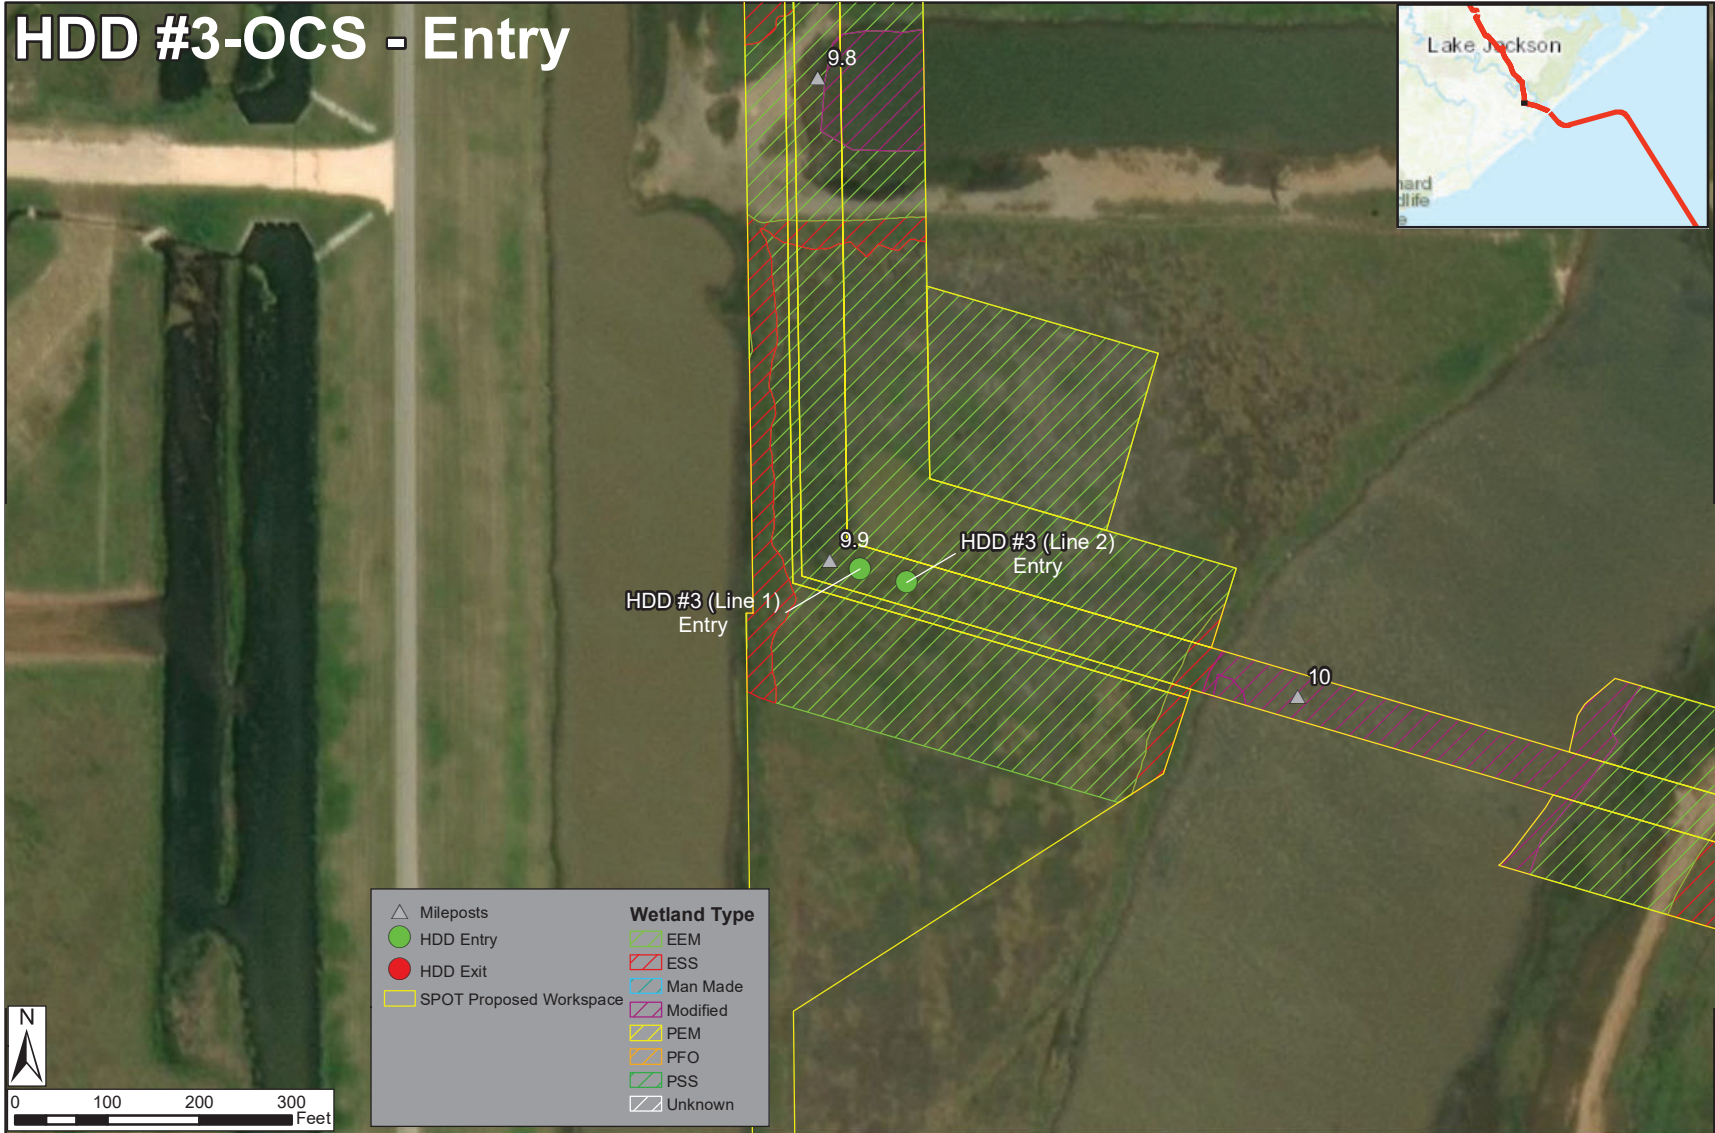 HDD #3-OCS - Entry
Lake Jackson
hard
dlife
e
9.8
9.9
HDD #3 (Line 2)
Entry
HDD #3 (Line 1)
Entry
10
Mileposts
HDD Entry
HDD Exit
SPOT Proposed Workspace
Wetland Type
EEM
ESS
Man Made
Modified
PEM
PFO
PSS
Unknown
N
0 100 200 300
Feet